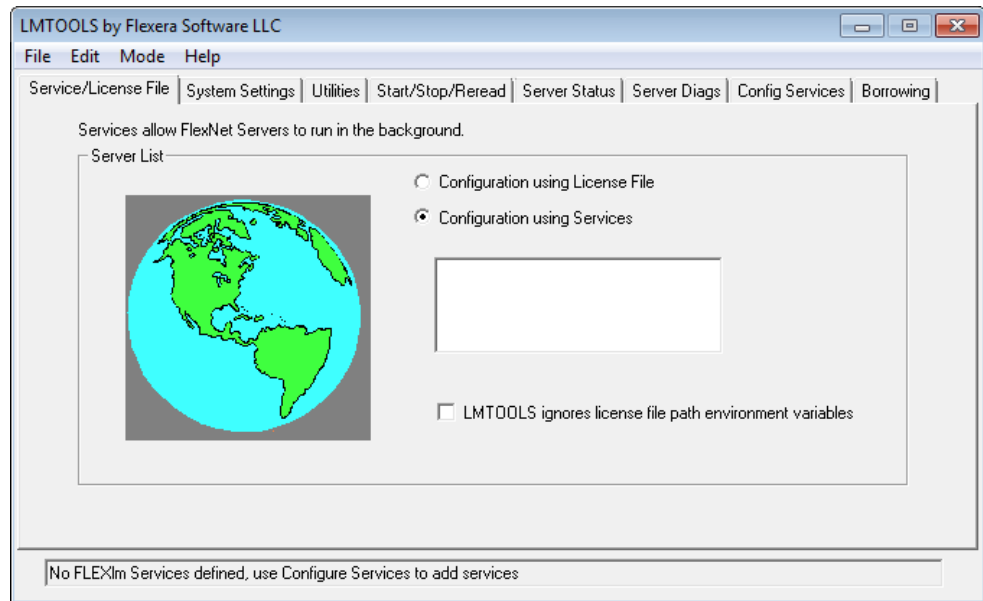 LMTOOLS by Flexera Software LLC
File Edit Mode Help
Service/License File System Settings Utilities Start/Stop/Reread Server Status Server Diags Config Services Borrowing
Services allow FlexNet Servers to run in the background.
Server List
Configuration using License File
Configuration using Services
LMTOOLS ignores license file path environment variables
No FLEXlm Services defined, use Configure Services to add services